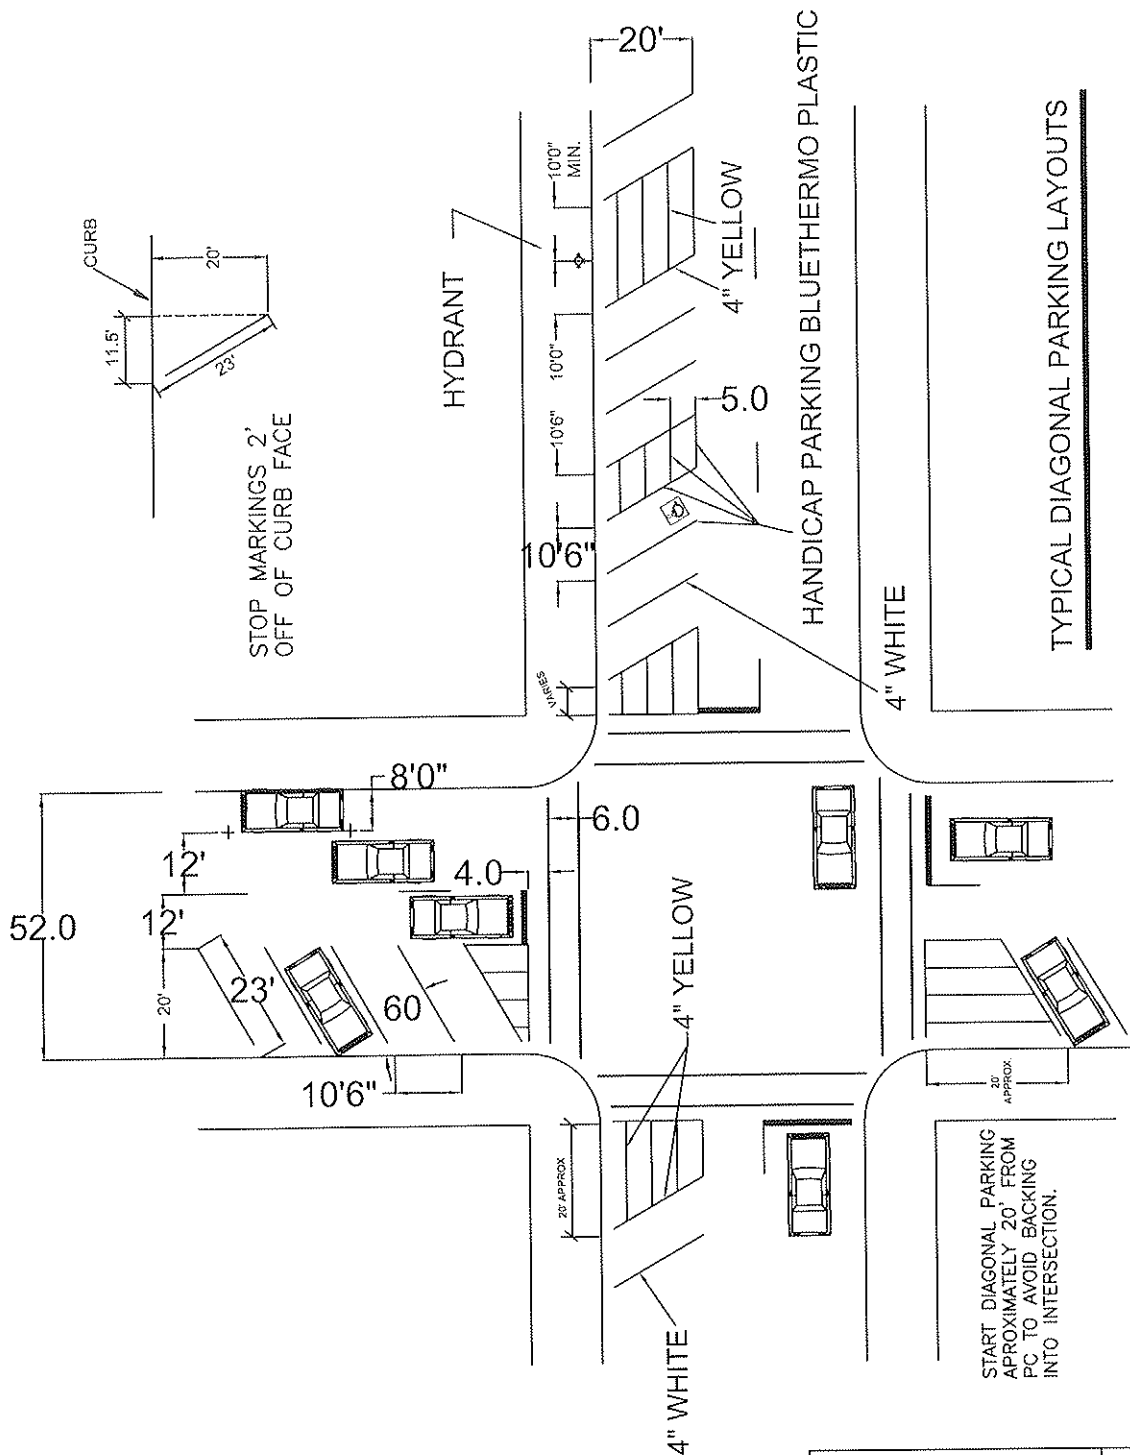 20'
CURB
11.5'
20'
23'
STOP MARKINGS 2'
OFF OF CURB FACE
HYDRANT
10'0"
MIN.
10'0"
10'6"
10'6"
VARIES
5.0
4" YELLOW
HANDICAP PARKING BLUETHERMO PLASTIC
4" WHITE
TYPICAL DIAGONAL PARKING LAYOUTS
8'0"
12'
12'
52.0
20'
23'
60
10'6"
6.0
4.0
4" YELLOW
20' APPROX
20'
APPROX.
4" WHITE
START DIAGONAL PARKING
APROXIMATELY 20' FROM
PC TO AVOID BACKING
INTO INTERSECTION.